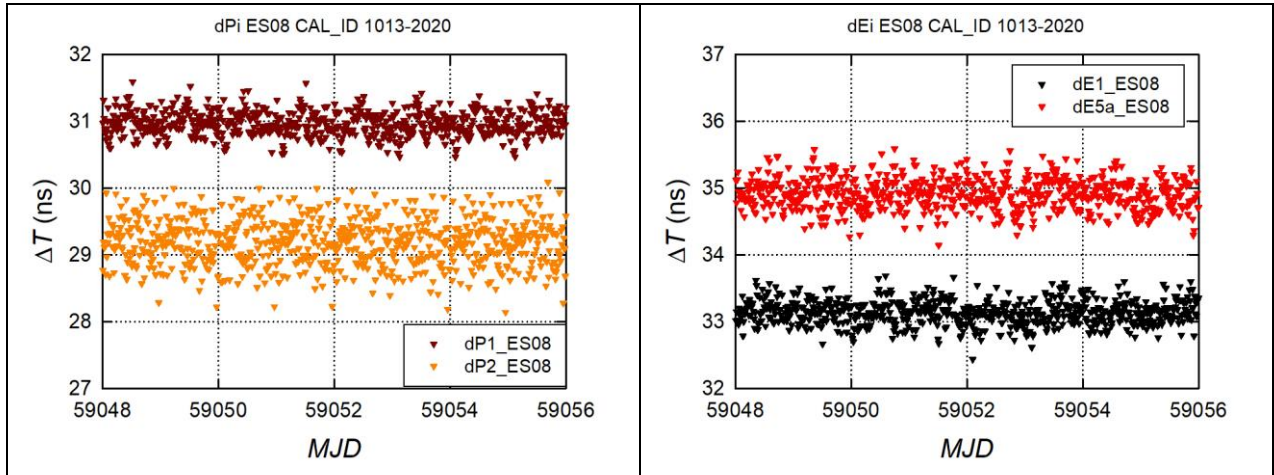 dPi ES08 CAL_ID 1013-2020
32
31
30
29
28
27
ΔT (ns)
dP1_ES08
dP2_ES08
59048 59050 59052 59054 59056
MJD
dEi ES08 CAL_ID 1013-2020
37
36
35
34
33
32
ΔT (ns)
dE1_ES08
dE5a_ES08
59048 59050 59052 59054 59056
MJD